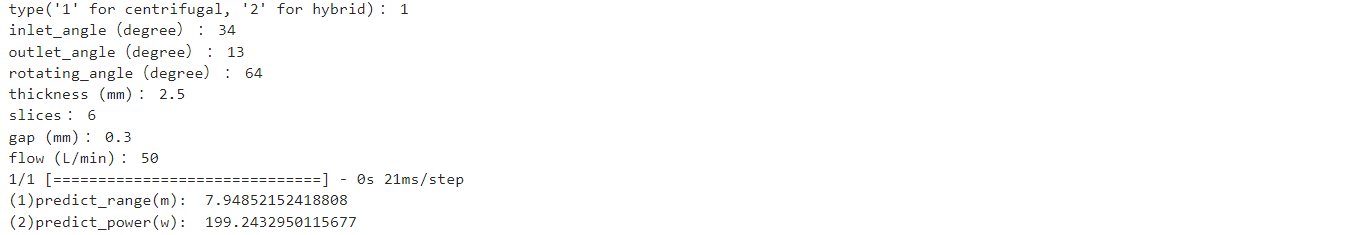 type('1' for centrifugal, '2' for hybrid)： 1
inlet_angle（degree）： 34
outlet_angle（degree）： 13
rotating_angle（degree）： 64
thickness（mm）： 2.5
slices： 6
gap（mm）： 0.3
flow（L/min）： 50
1/1 [==============================] - 0s 21ms/step
(1)predict_range(m):  7.94852152418808
(2)predict_power(w):  199.2432950115677